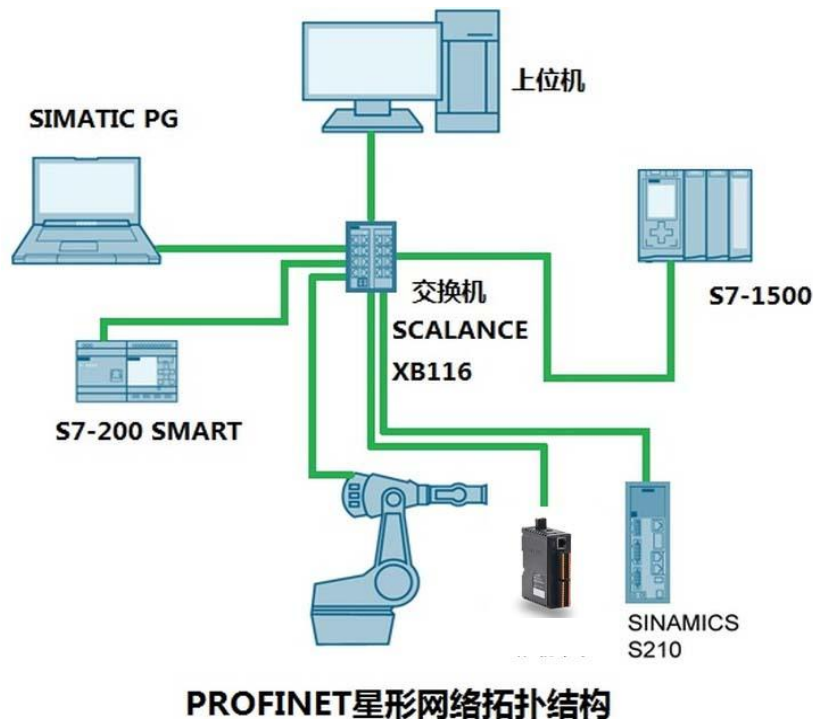 上位机
SIMATIC PG
S7-1500
交换机
SCALANCE
XB116
S7-200 SMART
SINAMICS
S210
PROFINET星形网络拓扑结构